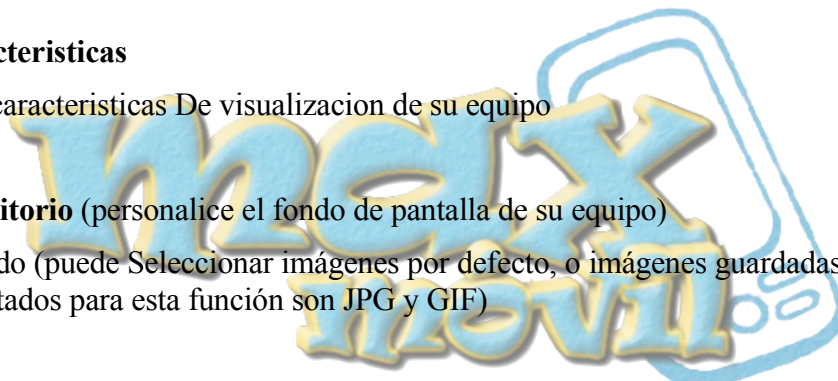 cteristicas
caracteristicas De visualizacion de su equipo
itorio (personalice el fondo de pantalla de su equipo)
do (puede Seleccionar imágenes por defecto, o imágenes guardadas
tados para esta función son JPG y GIF)
max
movil